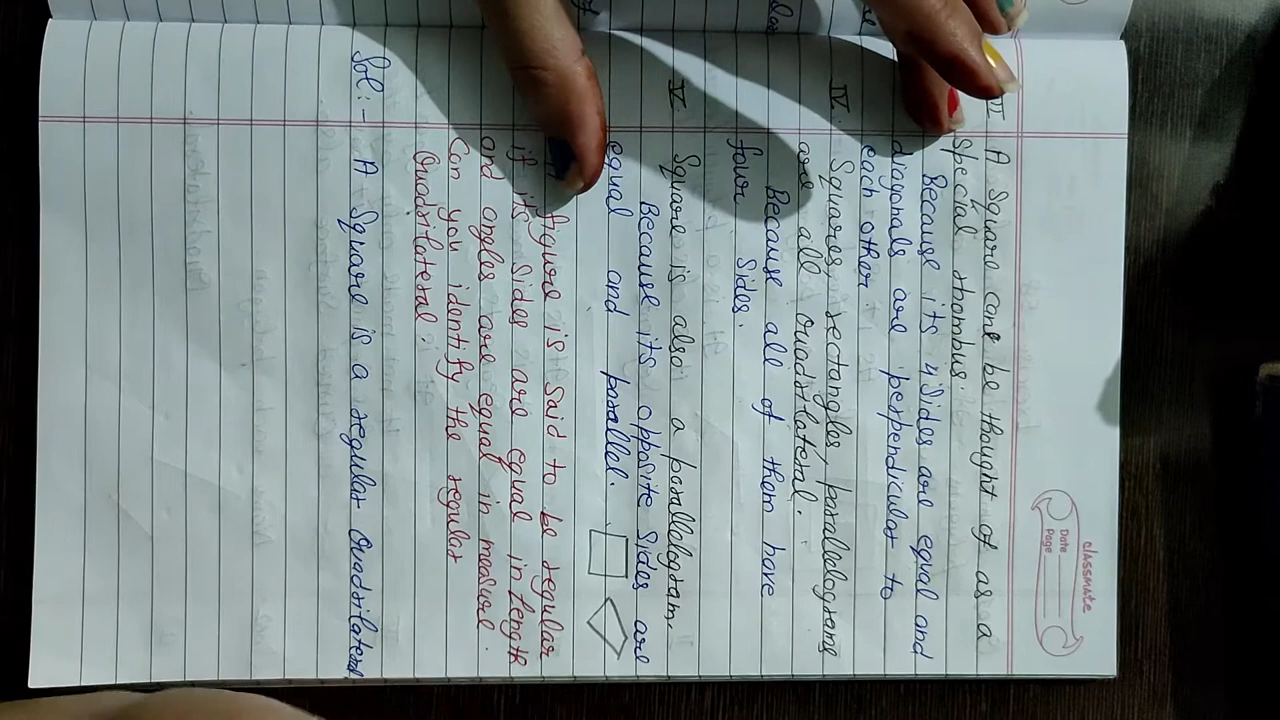 classmate
Date
Page
A Square cane be thought of as a
Special rhombus.
Because its 4 Sides are equal and
diagonals are perpendicular to
each other.
IV. Squares, rectangles, parallelograms
are all Quadrilateral.
Because all of them have
four Sides.
V. Square is also a parallelogram
Because its opposite Sides are
equal and parallel.
figure is Said to be regular
if its Sides are equal in Length
and angles are equal in measure.
Can you identify the regular
Quadrilateral ;
Sol:- A Square is a regular Quadrilateral